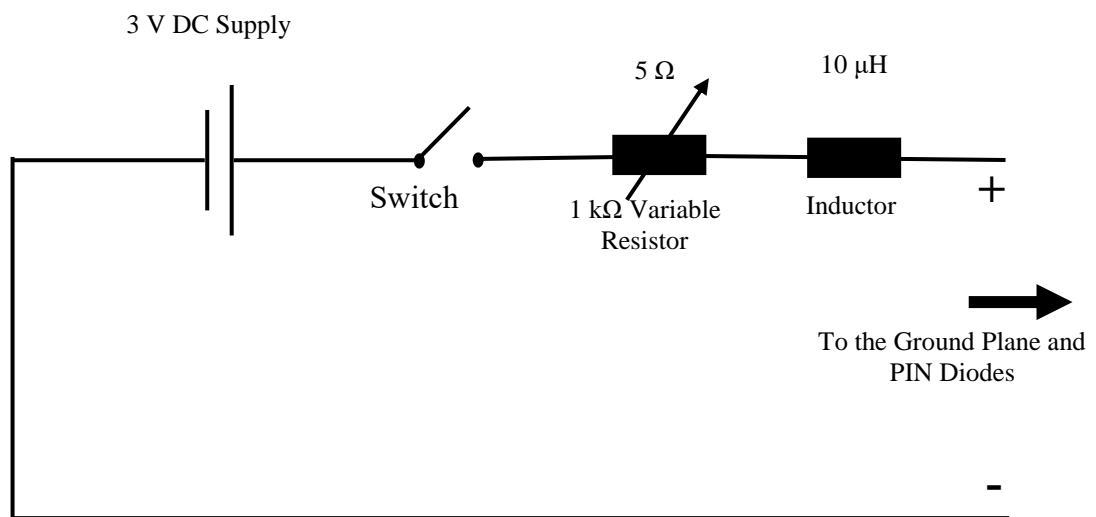 3 V DC Supply
5 Ω
10 μH
Switch
1 kΩ Variable
Resistor
Inductor
+
To the Ground Plane and
PIN Diodes
-